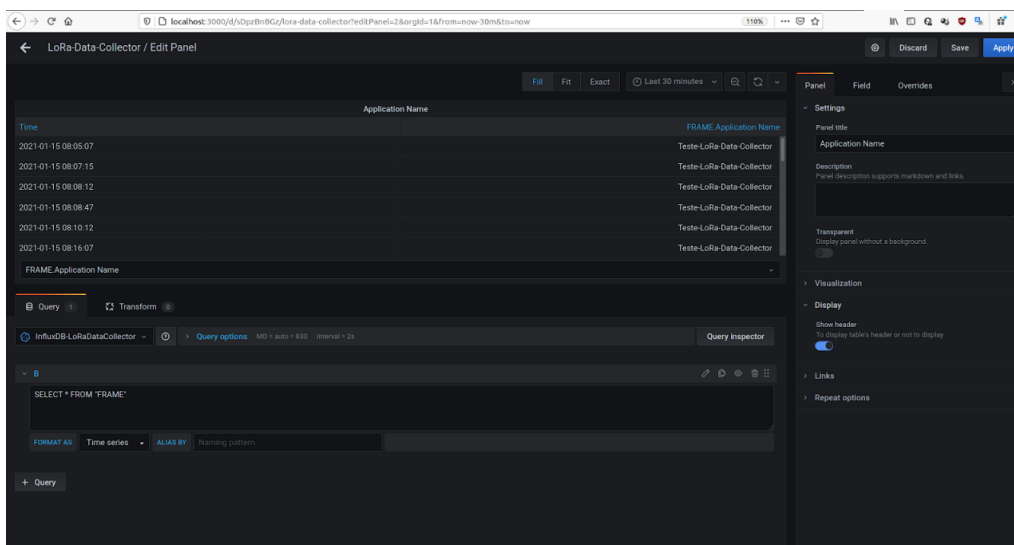 localhost:3000/d/sDpzBnBGz/lora-data-collector?editPanel=2&orgId=1&from=now-30m&to=now
110%
LoRa-Data-Collector / Edit Panel
Discard
Save
Apply
Fill
Fit
Exact
Last 30 minutes
Panel
Field
Overrides
Application Name
Time
FRAME.Application Name
2021-01-15 08:05:07
Teste-LoRa-Data-Collector
2021-01-15 08:07:15
Teste-LoRa-Data-Collector
2021-01-15 08:08:12
Teste-LoRa-Data-Collector
2021-01-15 08:08:47
Teste-LoRa-Data-Collector
2021-01-15 08:10:12
Teste-LoRa-Data-Collector
2021-01-15 08:16:07
Teste-LoRa-Data-Collector
FRAME.Application Name
Query 1
Transform 0
InfluxDB-LoRaDataCollector
Query options MD = auto = 833 Interval = 2s
Query inspector
B
SELECT * FROM "FRAME"
FORMAT AS
Time series
ALIAS BY
Naming pattern
+ Query
Settings
Panel title
Application Name
Description
Panel description supports markdown and links.
Transparent
Display panel without a background.
Visualization
Display
Show header
To display table's header or not to display
Links
Repeat options